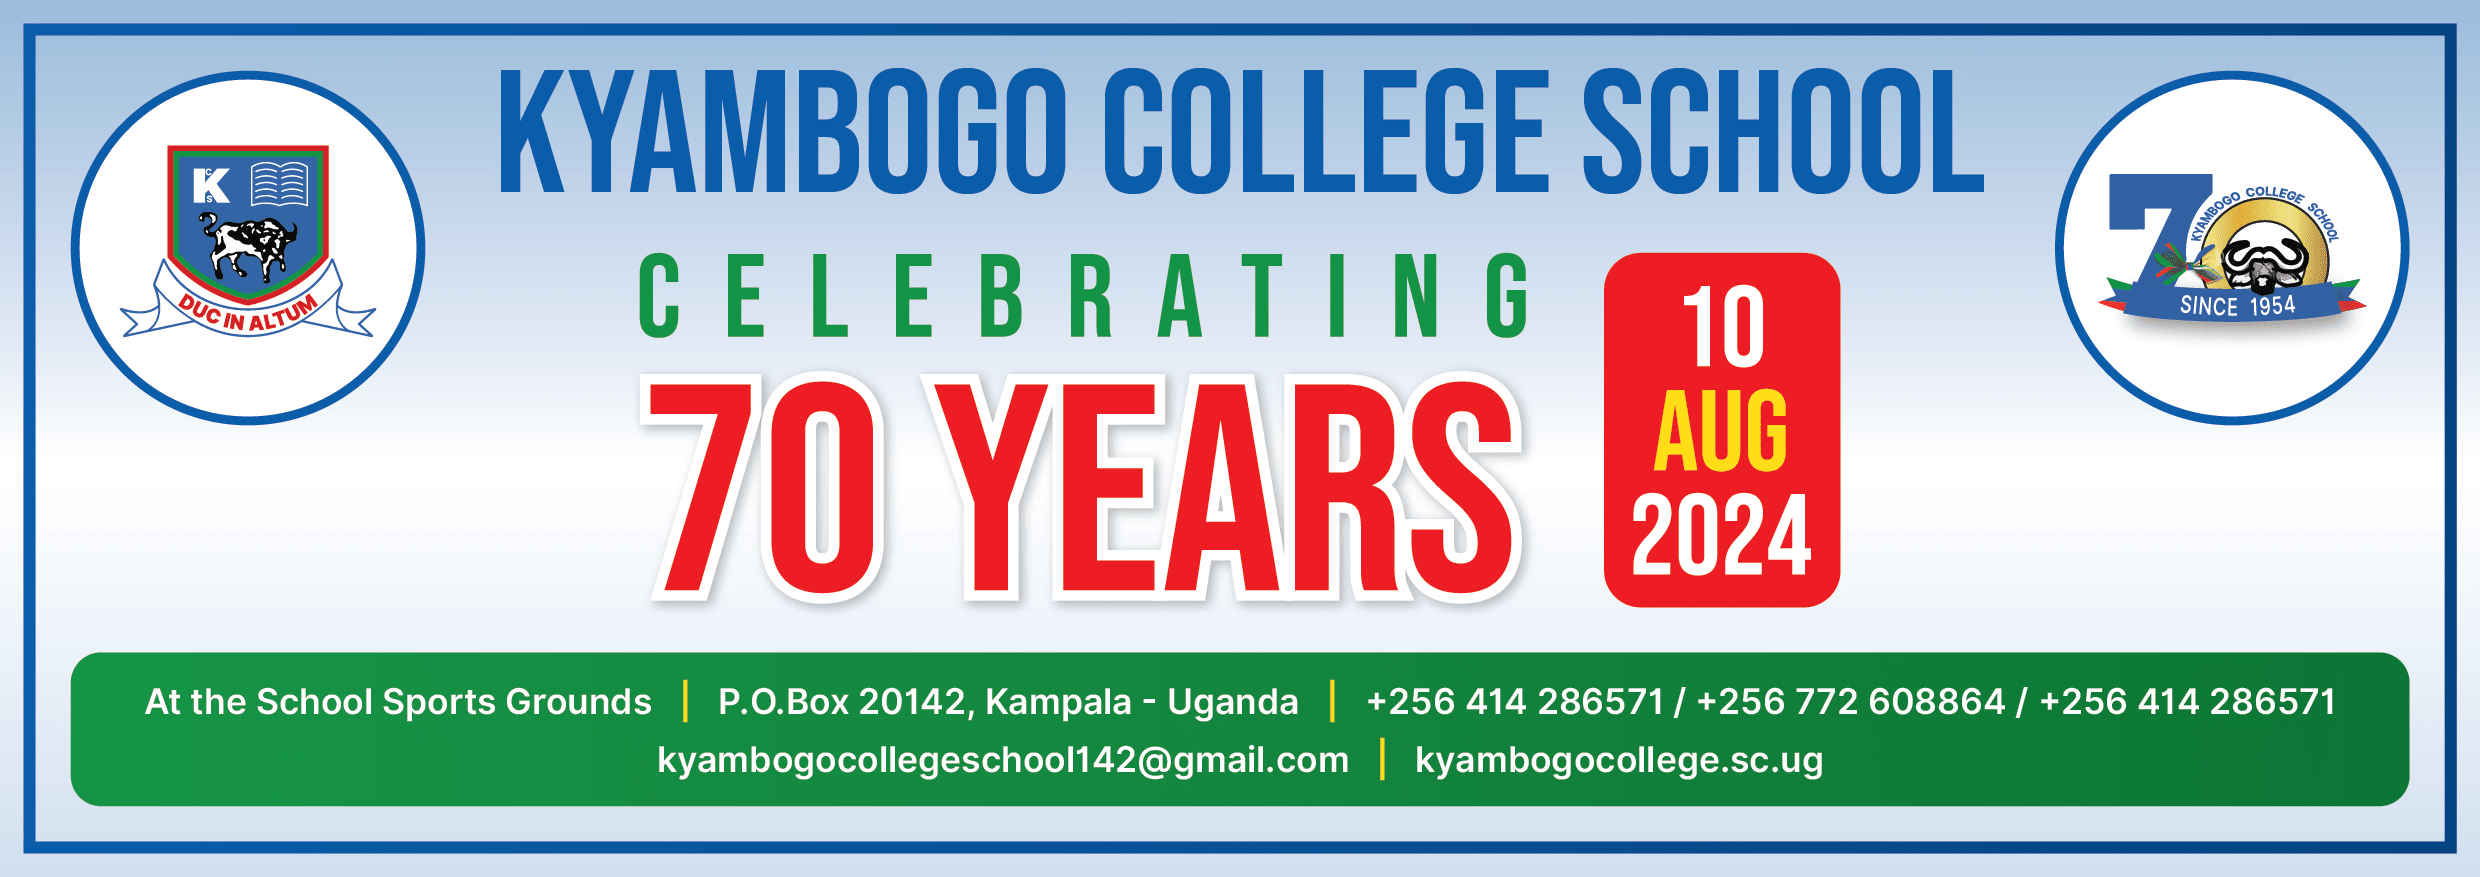 KYAMBOGO COLLEGE SCHOOL
K
C
S
DUC IN ALTUM
CELEBRATING
70 YEARS
10
AUG
2024
70
KYAMBOGO COLLEGE SCHOOL
SINCE 1954
At the School Sports Grounds | P.O.Box 20142, Kampala - Uganda | +256 414 286571 / +256 772 608864 / +256 414 286571
kyambogocollegeschool142@gmail.com | kyambogocollege.sc.ug